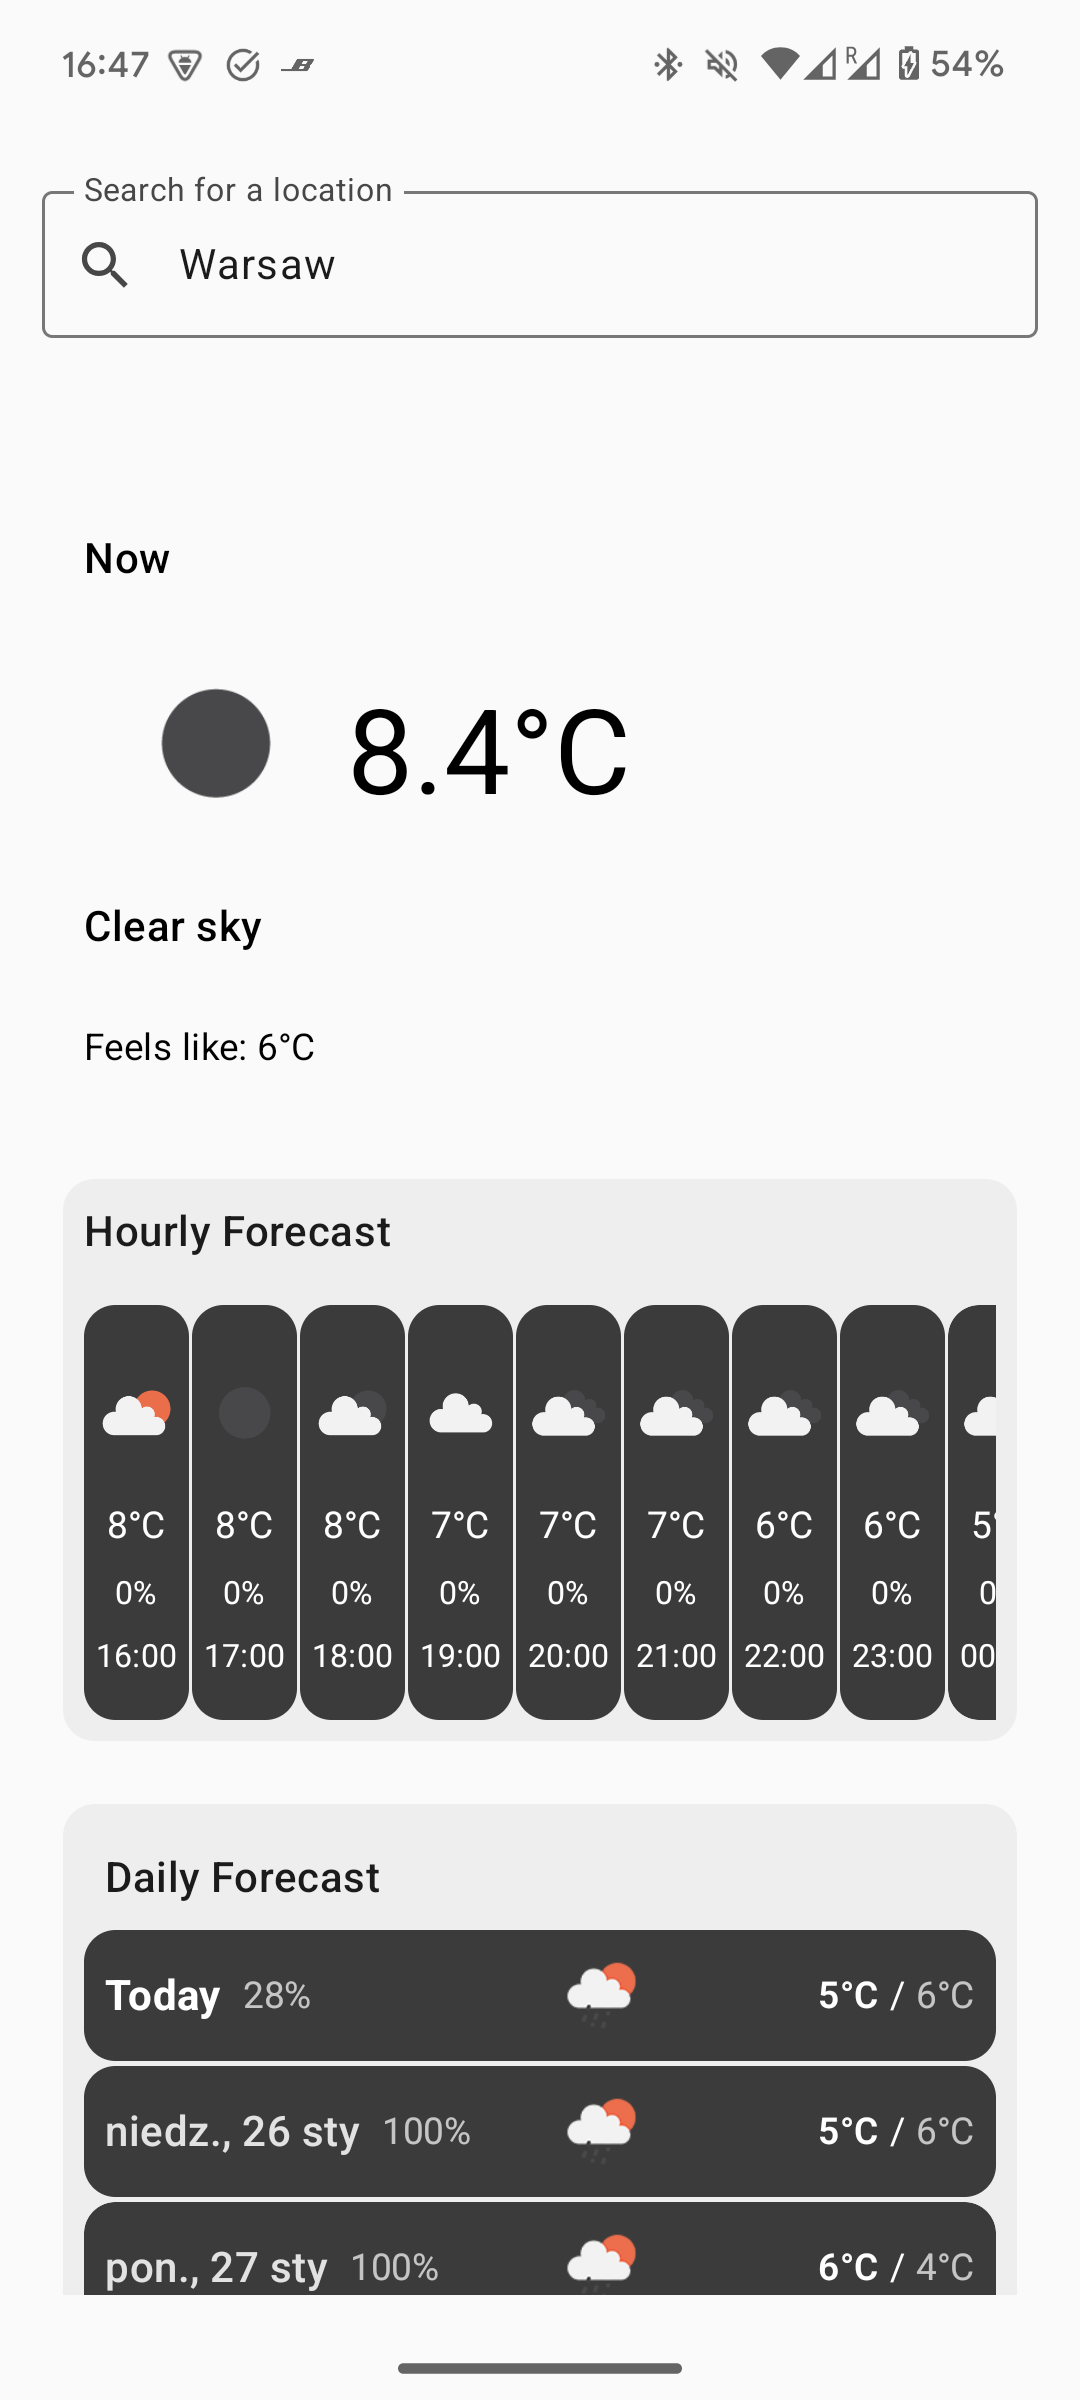 16:47 R 54%
Search for a location
Warsaw
Now
8.4°C
Clear sky
Feels like: 6°C
Hourly Forecast
8°C 8°C 8°C 7°C 7°C 7°C 6°C 6°C 5°
0% 0% 0% 0% 0% 0% 0% 0% 0
16:00 17:00 18:00 19:00 20:00 21:00 22:00 23:00 00
Daily Forecast
Today 28% 5°C / 6°C
niedz., 26 sty 100% 5°C / 6°C
pon., 27 sty 100% 6°C / 4°C